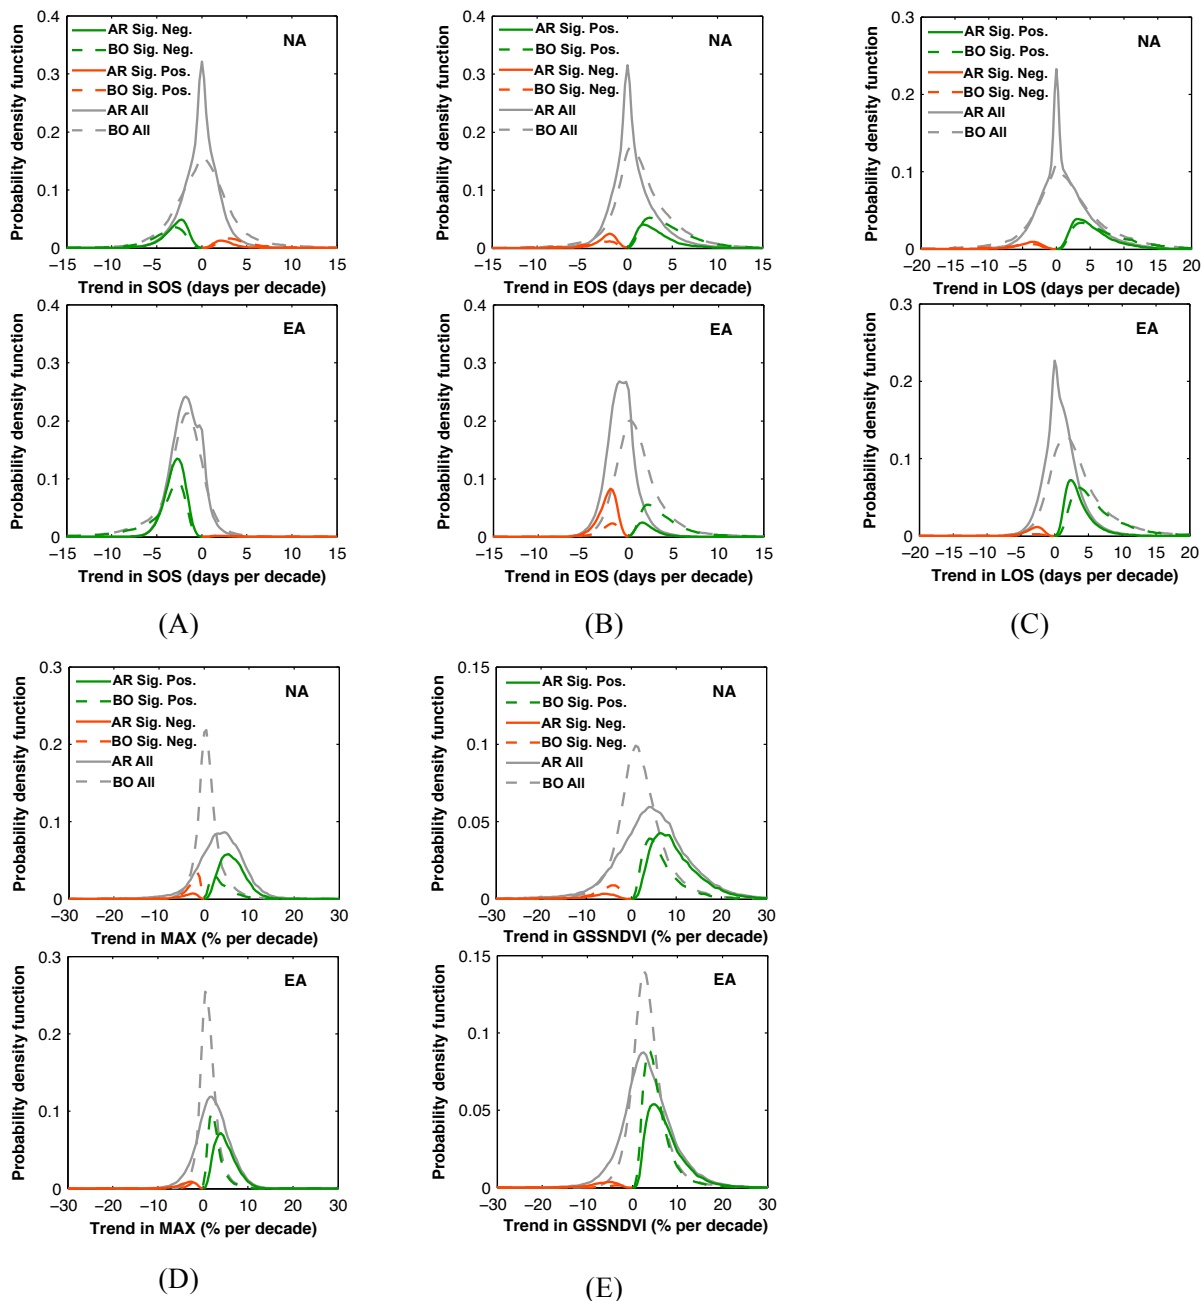 0.4
0.3
0.2
0.1
0
Probability density function
AR Sig. Neg.
BO Sig. Neg.
AR Sig. Pos.
BO Sig. Pos.
AR All
BO All
NA
−15 −10 −5 0 5 10 15
Trend in SOS (days per decade)
0.4
0.3
0.2
0.1
0
Probability density function
EA
−15 −10 −5 0 5 10 15
Trend in SOS (days per decade)
(A)
0.4
0.3
0.2
0.1
0
Probability density function
AR Sig. Pos.
BO Sig. Pos.
AR Sig. Neg.
BO Sig. Neg.
AR All
BO All
NA
−15 −10 −5 0 5 10 15
Trend in EOS (days per decade)
0.4
0.3
0.2
0.1
0
Probability density function
EA
−15 −10 −5 0 5 10 15
Trend in EOS (days per decade)
(B)
0.3
0.2
0.1
0
Probability density function
AR Sig. Pos.
BO Sig. Pos.
AR Sig. Neg.
BO Sig. Neg.
AR All
BO All
NA
−20 −15 −10 −5 0 5 10 15 20
Trend in LOS (days per decade)
0.3
0.2
0.1
0
Probability density function
EA
−20 −15 −10 −5 0 5 10 15 20
Trend in LOS (days per decade)
(C)
0.3
0.2
0.1
0
Probability density function
AR Sig. Pos.
BO Sig. Pos.
AR Sig. Neg.
BO Sig. Neg.
AR All
BO All
NA
−30 −20 −10 0 10 20 30
Trend in MAX (% per decade)
0.3
0.2
0.1
0
Probability density function
EA
−30 −20 −10 0 10 20 30
Trend in MAX (% per decade)
(D)
0.15
0.1
0.05
0
Probability density function
AR Sig. Pos.
BO Sig. Pos.
AR Sig. Neg.
BO Sig. Neg.
AR All
BO All
NA
−30 −20 −10 0 10 20 30
Trend in GSSNDVI (% per decade)
0.15
0.1
0.05
0
Probability density function
EA
−30 −20 −10 0 10 20 30
Trend in GSSNDVI (% per decade)
(E)